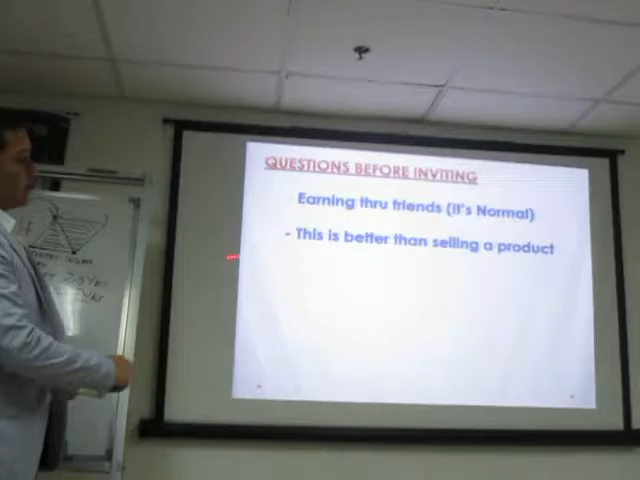 QUESTIONS BEFORE INVITING
Earning thru friends (It's Normal)
- This is better than selling a product